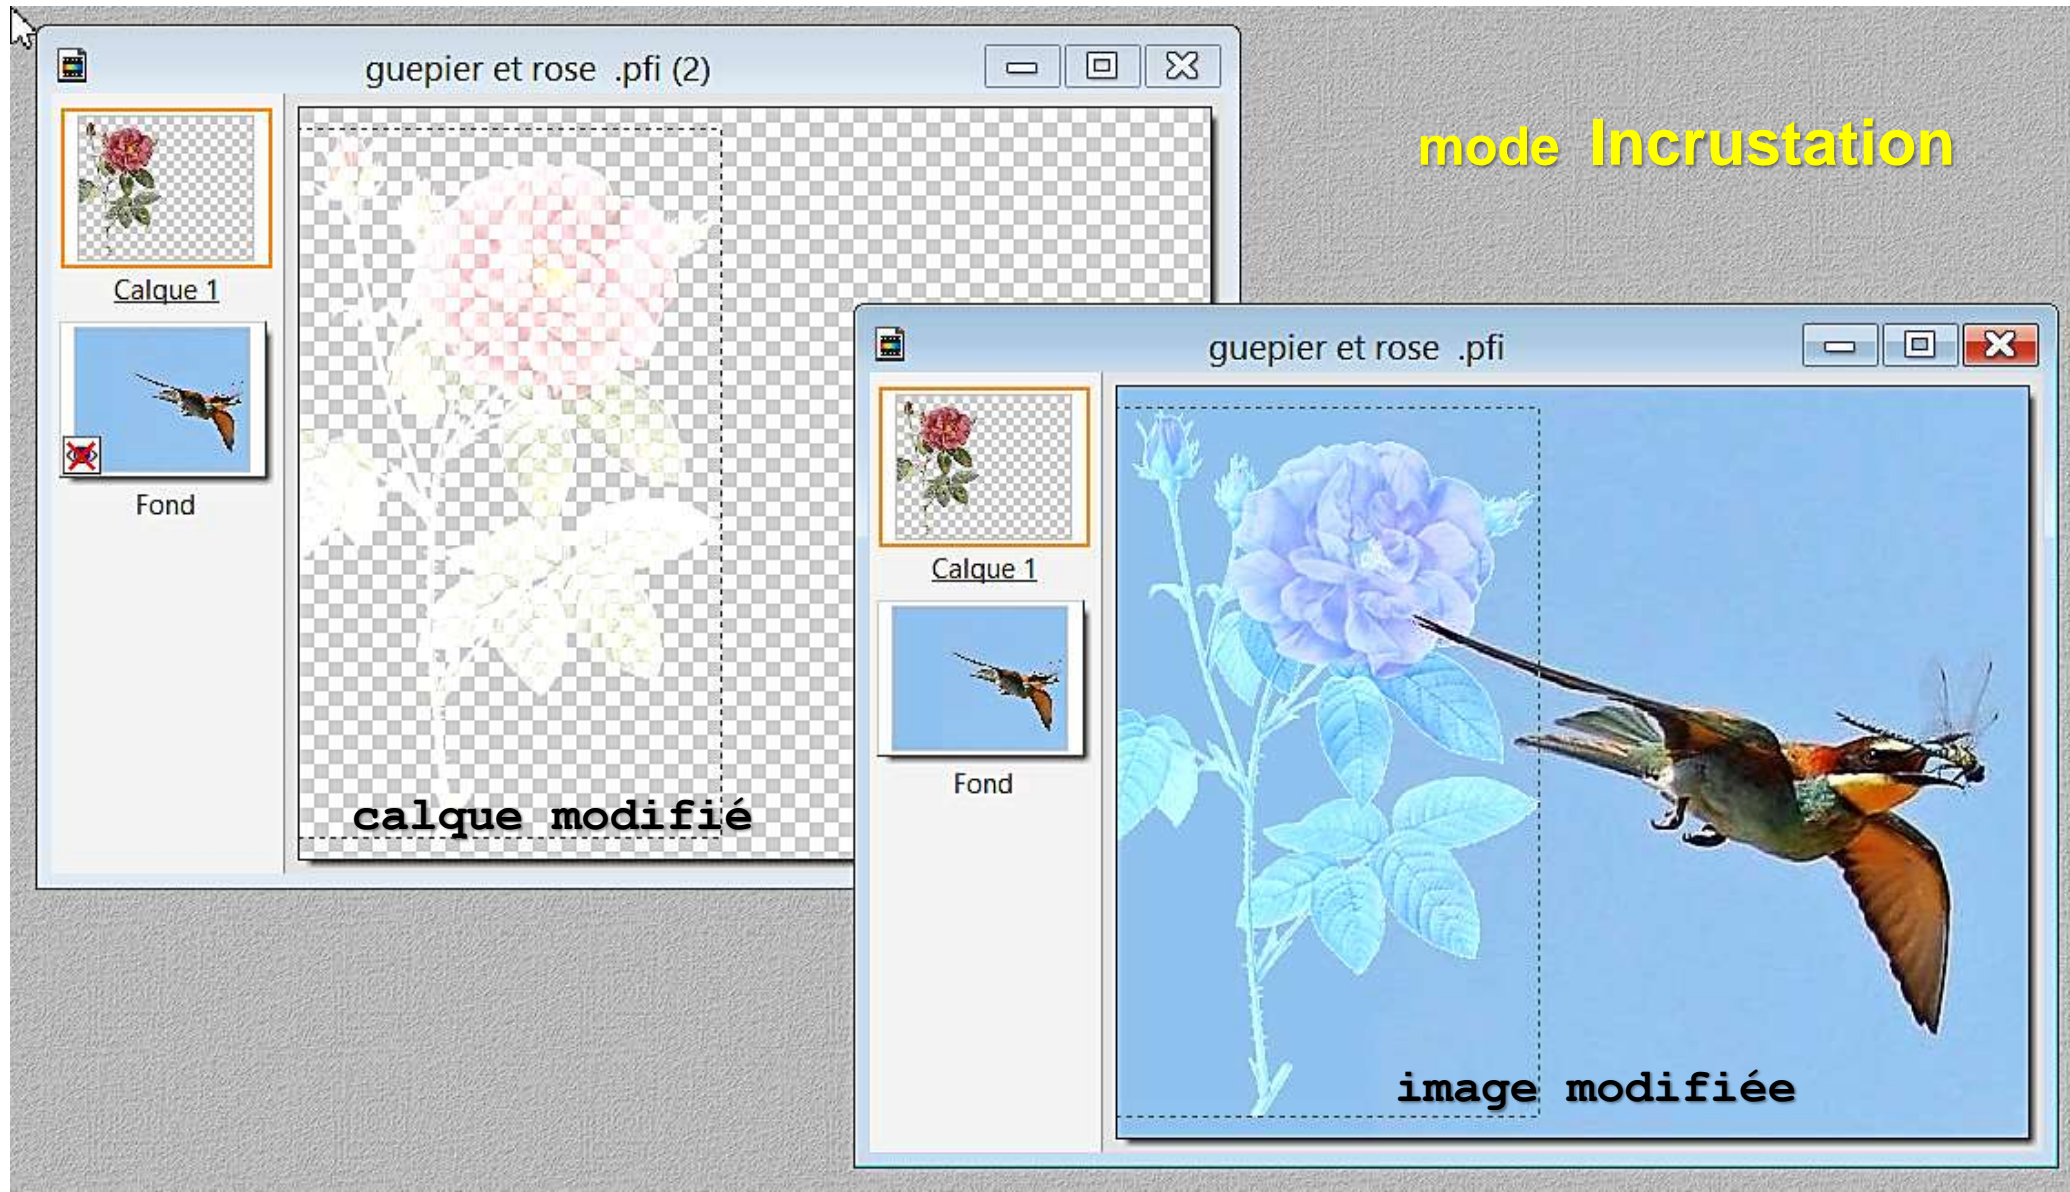 guepier et rose  .pfi (2)
mode Incrustation
Calque 1
Fond
calque modifié
guepier et rose  .pfi
Calque 1
Fond
image modifiée